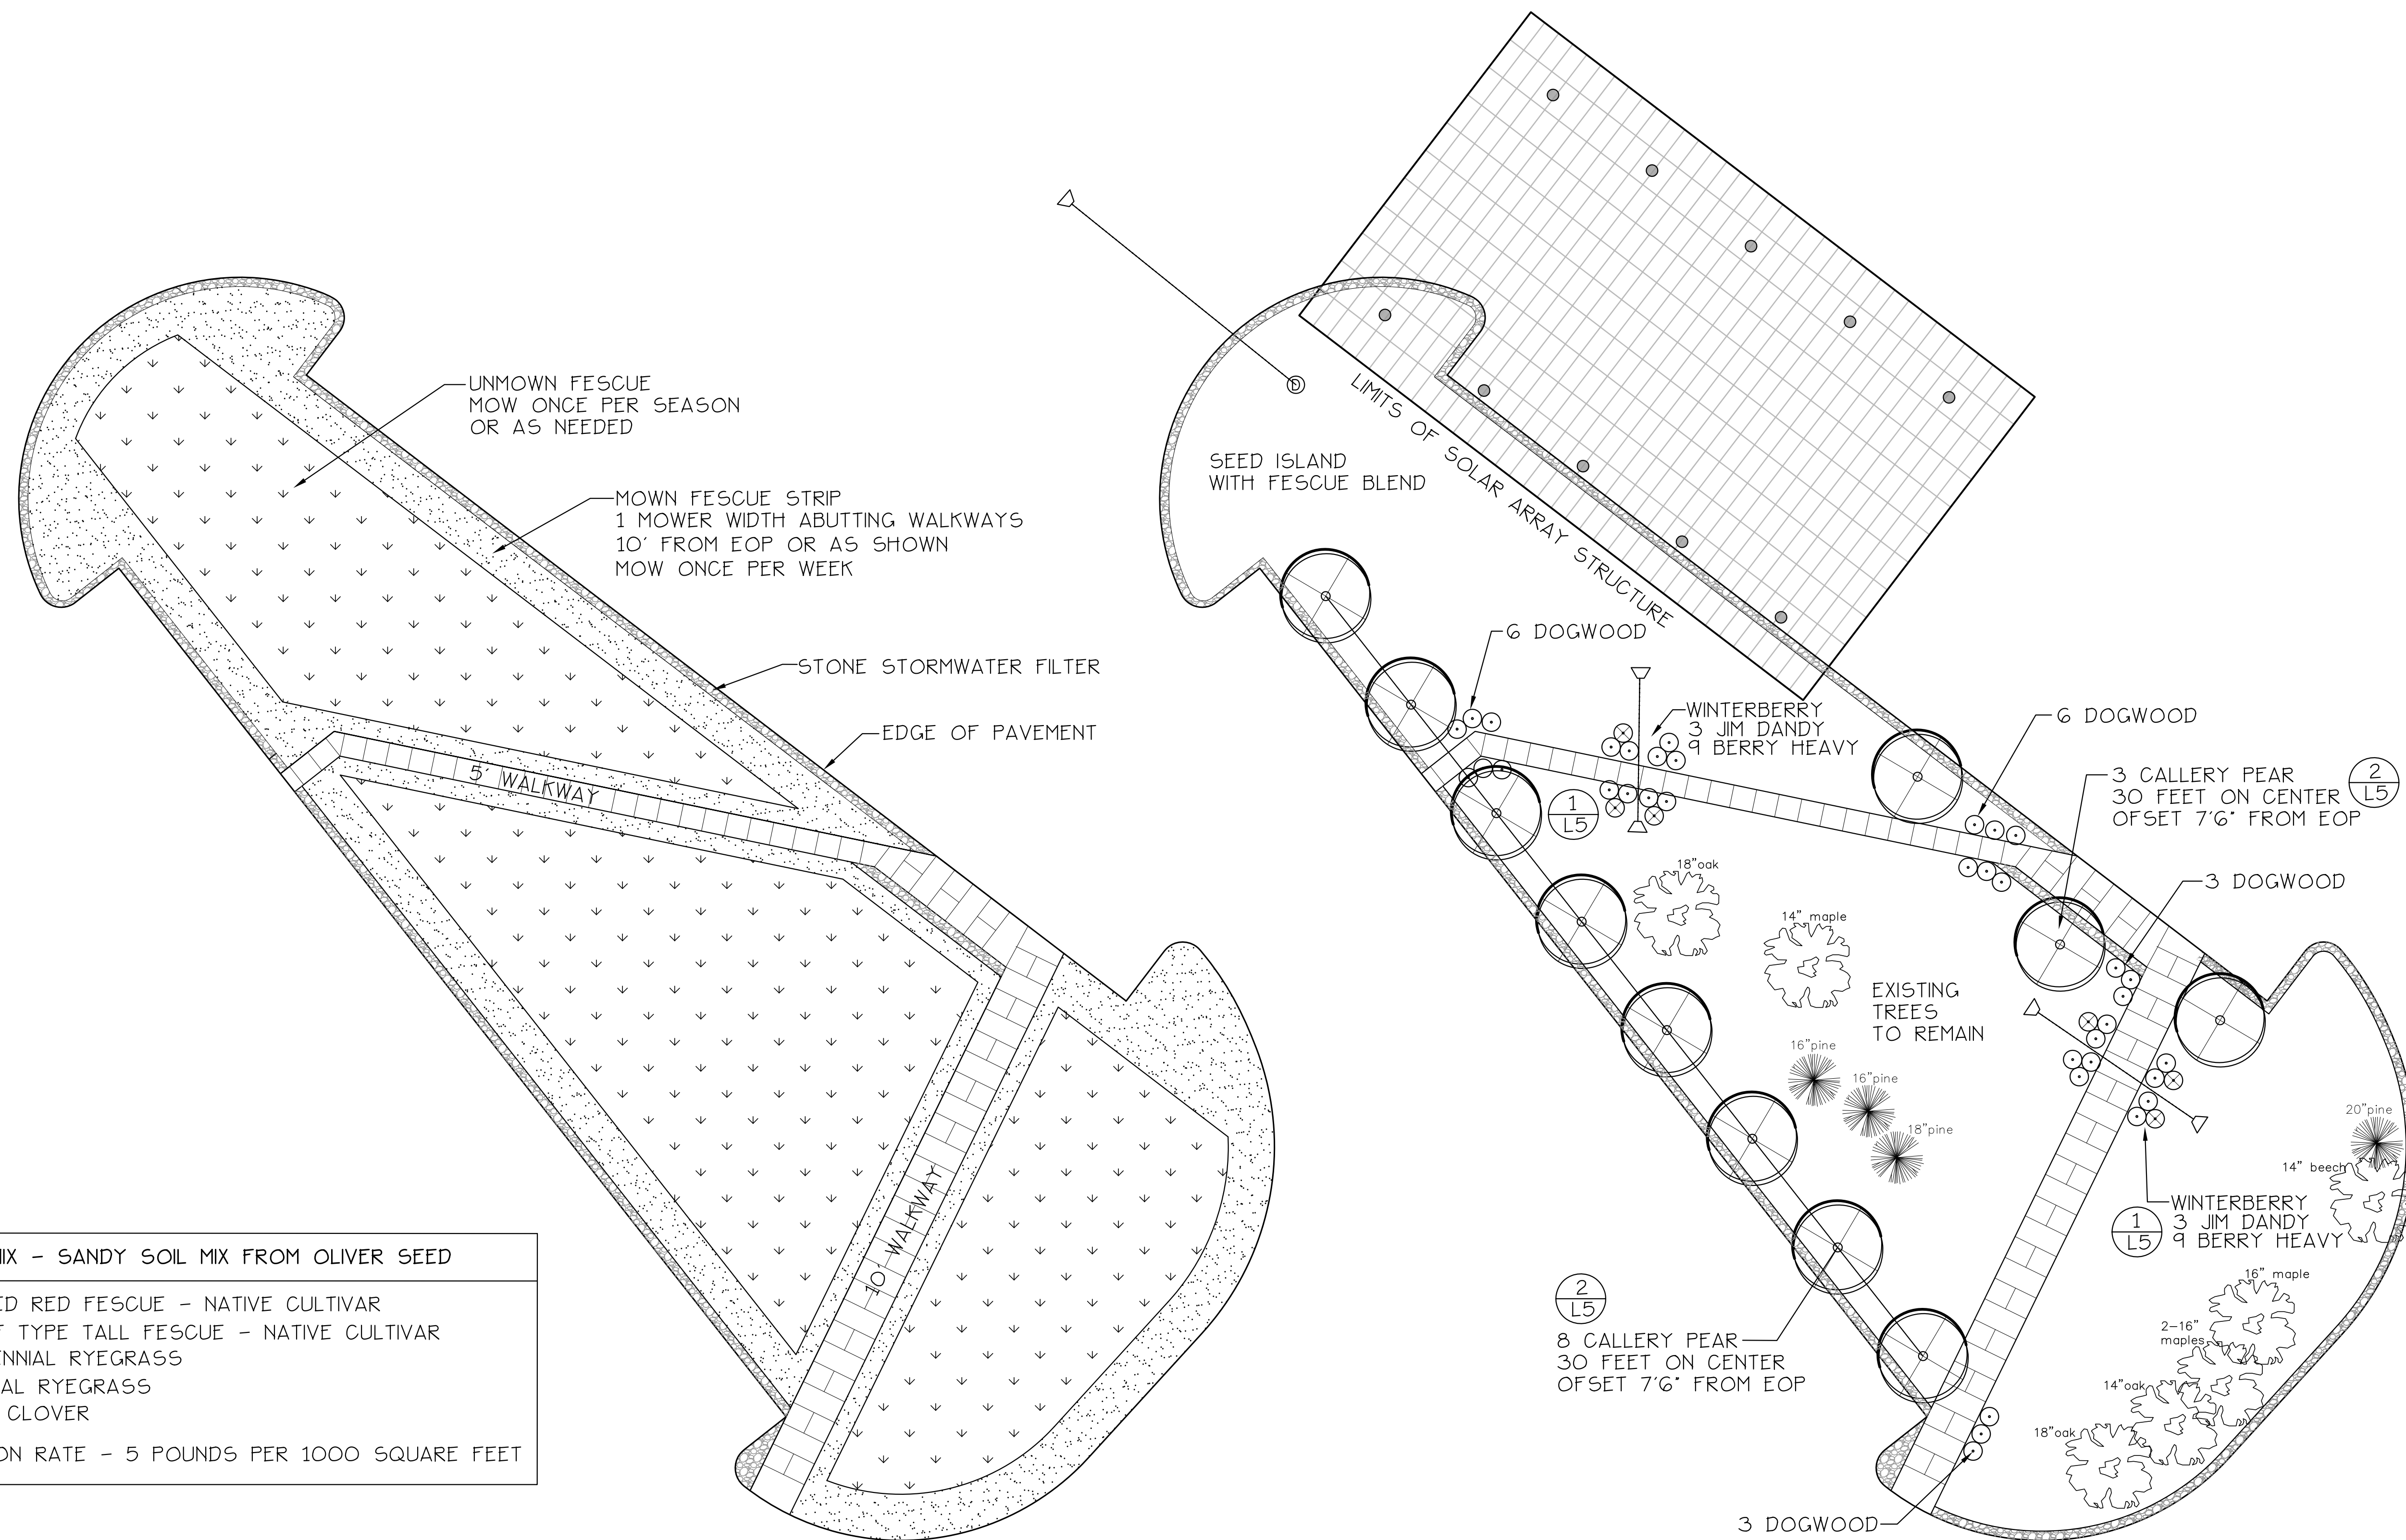 UNMOWN FESCUE
MOW ONCE PER SEASON
OR AS NEEDED
MOWN FESCUE STRIP
1 MOWER WIDTH ABUTTING WALKWAYS
10' FROM EOP OR AS SHOWN
MOW ONCE PER WEEK
STONE STORMWATER FILTER
EDGE OF PAVEMENT
5' WALKWAY
10' WALKWAY
MIX - SANDY SOIL MIX FROM OLIVER SEED
RED FESCUE - NATIVE CULTIVAR
TYPE TALL FESCUE - NATIVE CULTIVAR
RYEGRASS
RYEGRASS
CLOVER
RATE - 5 POUNDS PER 1000 SQUARE FEET
D
SEED ISLAND
WITH FESCUE BLEND
LIMITS OF SOLAR ARRAY STRUCTURE
6 DOGWOOD
WINTERBERRY
3 JIM DANDY
9 BERRY HEAVY
1
L5
6 DOGWOOD
3 CALLERY PEAR
30 FEET ON CENTER
OFSET 7'6" FROM EOP
2
L5
3 DOGWOOD
18"oak
14" maple
EXISTING
TREES
TO REMAIN
16"pine
16"pine
18"pine
20"pine
14" beech
WINTERBERRY
3 JIM DANDY
9 BERRY HEAVY
1
L5
16" maple
2-16"
maples
14"oak
18"oak
2
L5
8 CALLERY PEAR
30 FEET ON CENTER
OFSET 7'6" FROM EOP
3 DOGWOOD